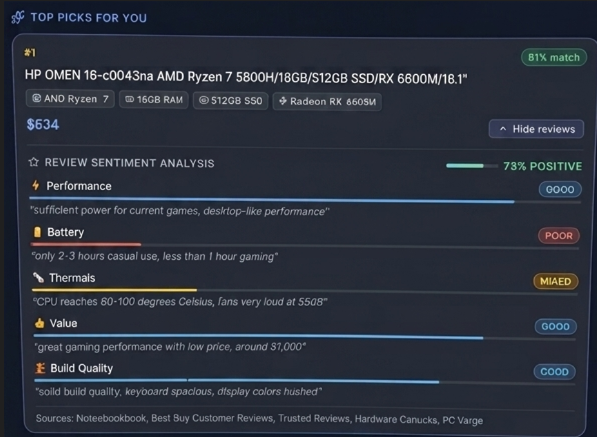 TOP PICKS FOR YOU
#1
81% match
HP OMEN 16-c0043na AMD Ryzen 7 5800H/18GB/S12GB SSD/RX 6600M/18.1"
AND Ryzen 7
16GB RAM
512GB SS0
Radeon RX 6605M
$634
Hide reviews
REVIEW SENTIMENT ANALYSIS
73% POSITIVE
Performance
GOOO
"sufficient power for current games, desktop-like performance"
Battery
POOR
"only 2-3 hours casual use, less than 1 hour gaming"
Thermals
MIAED
"CPU reaches 80-100 degrees Celsius, fans very loud at 55d8"
Value
GOO0
"great gaming performance with low price, around $1,000"
Build Quality
COOD
"soild build quality, keyboard spacious, display colors hushed"
Sources: Noteebookbook, Best Buy Customer Reviews, Trusted Reviews, Hardware Canucks, PC Varge